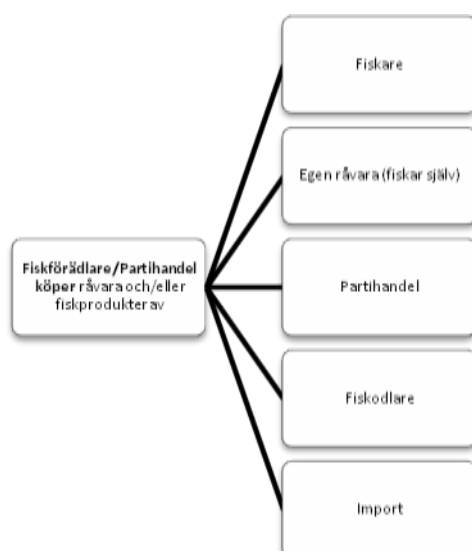 Fiskförädlare/Partihandel
köper råvara och/eller
fiskprodukter av
Fiskare
Egen råvara (fiskar själv)
Partihandel
Fiskodlare
Import